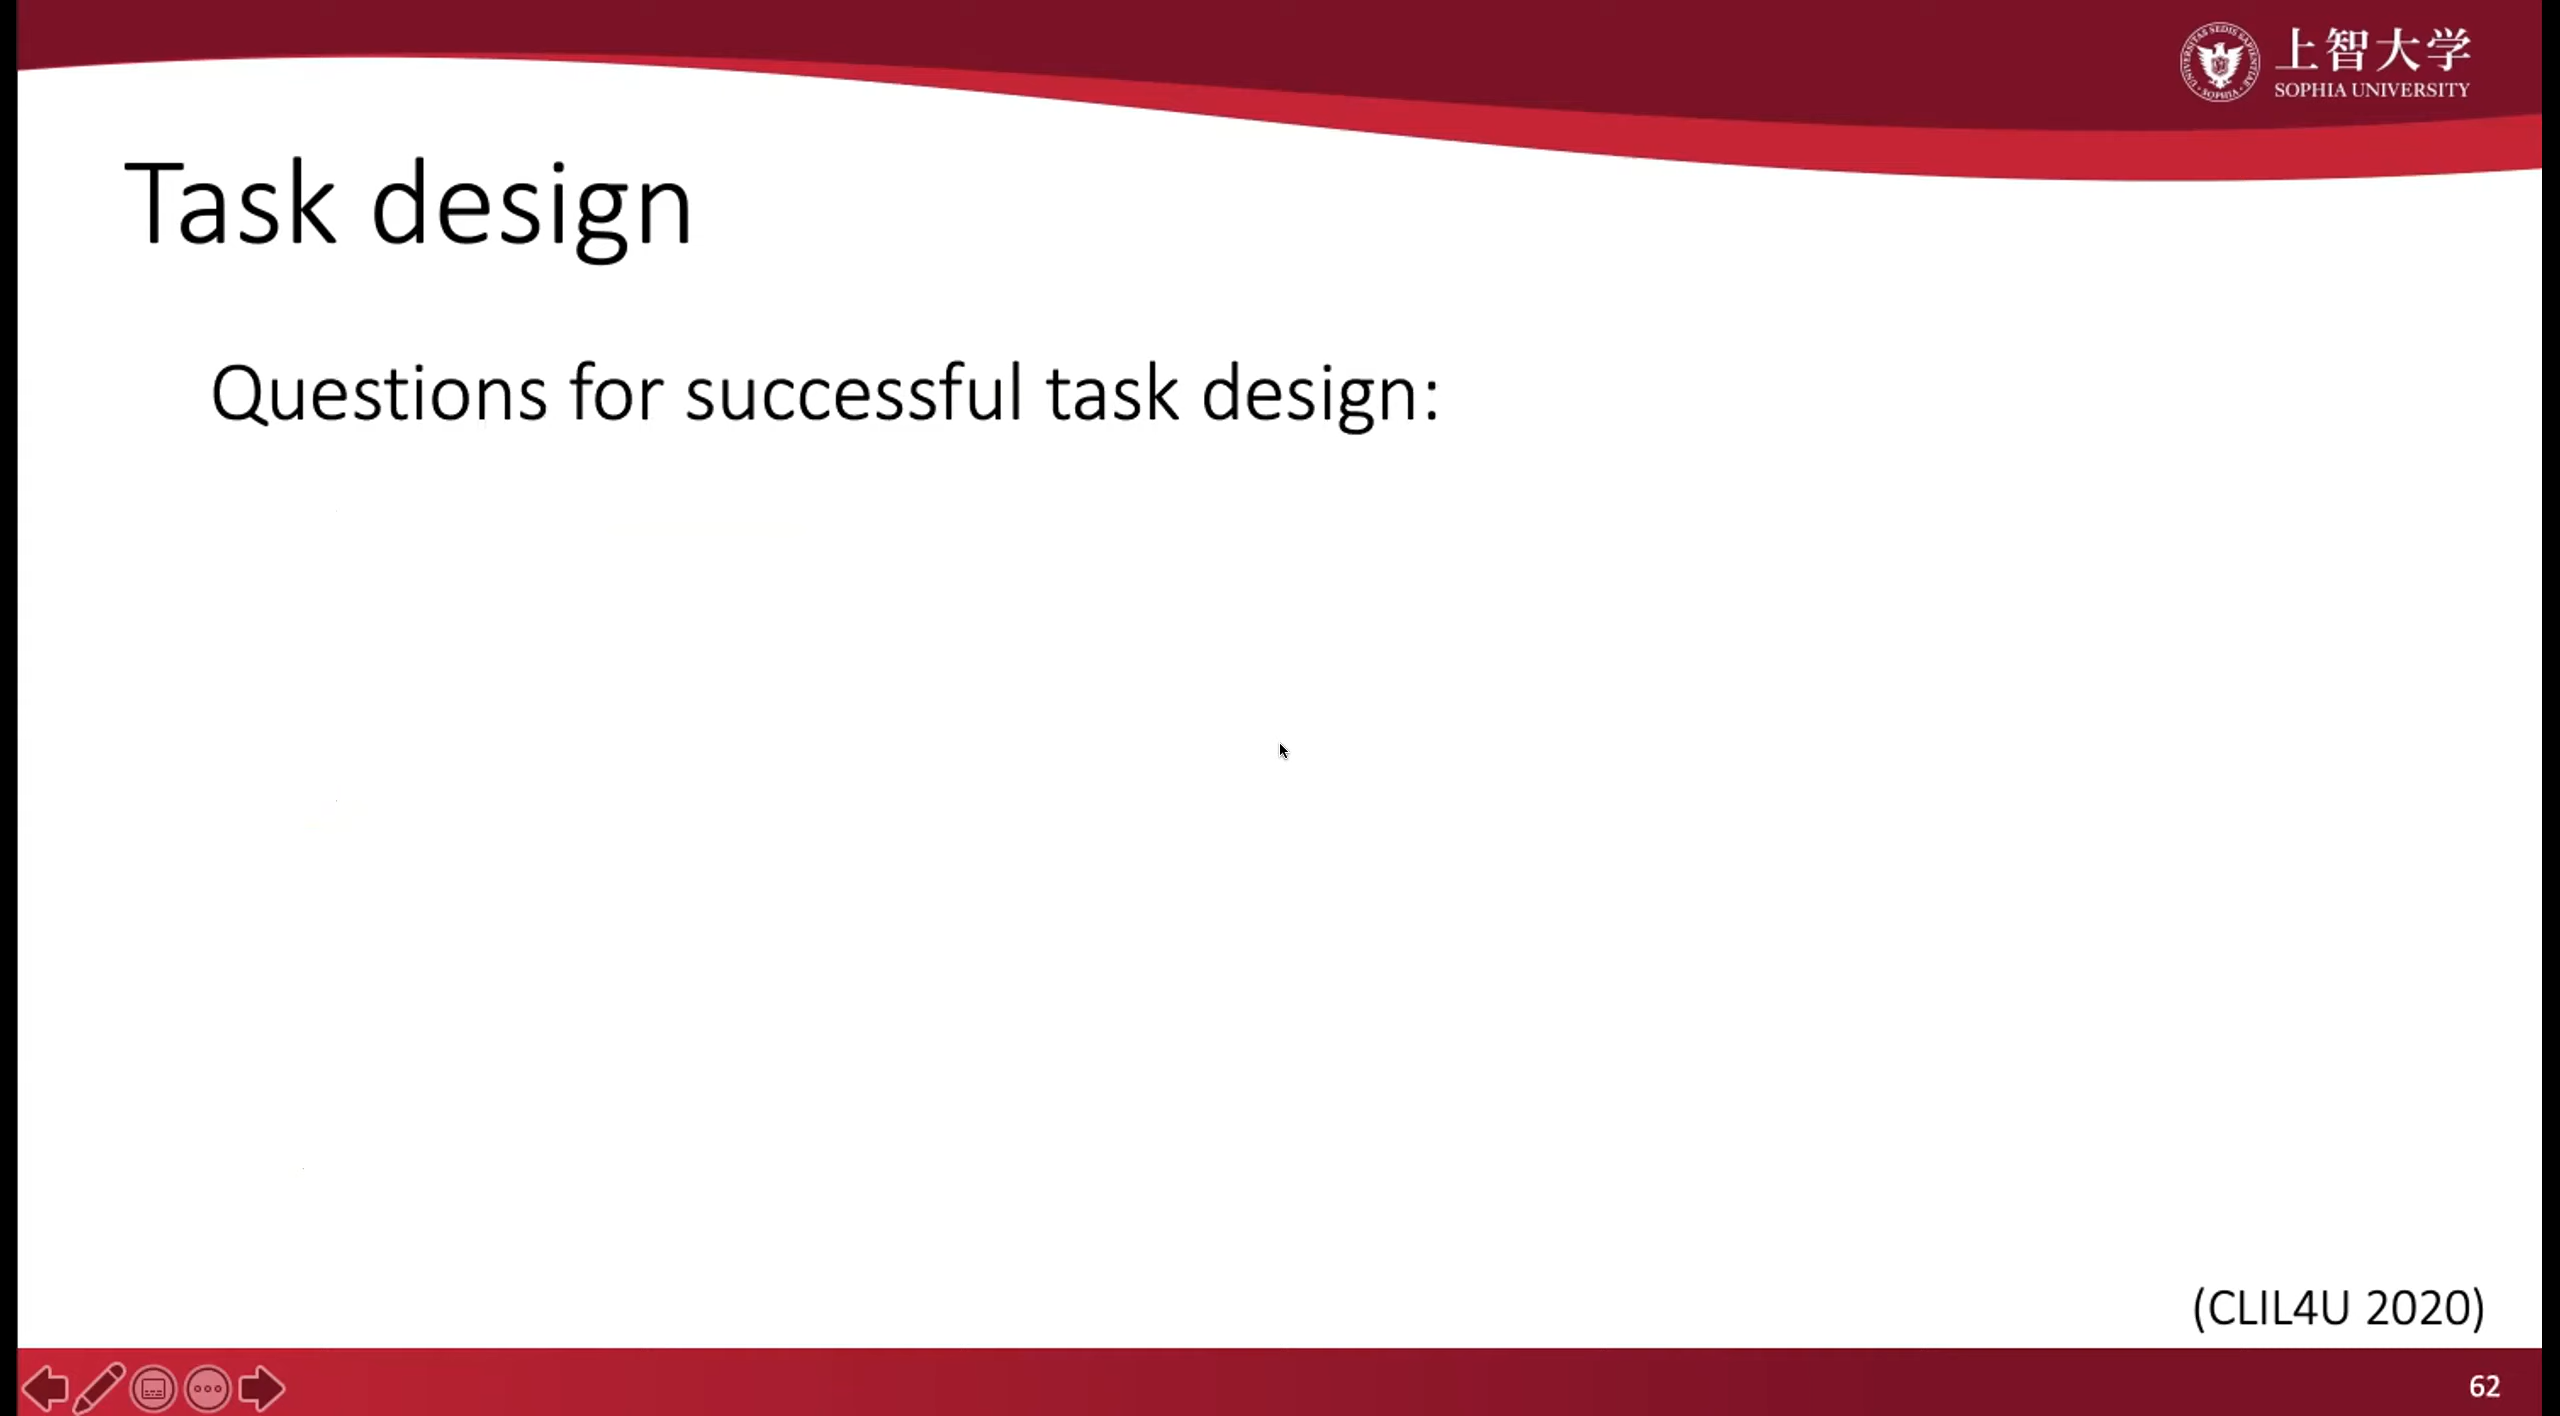 上智大学
SOPHIA UNIVERSITY
Task design
Questions for successful task design:
(CLIL4U 2020)
62